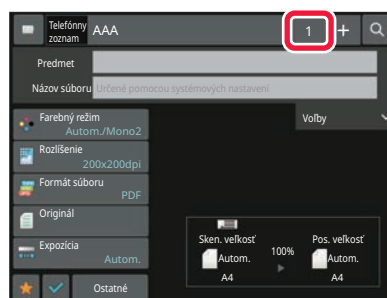 Telefónny
zoznam
AAA
1
+
Predmet
Názov súboru
Určené pomocou systémových nastavení
Farebný režim
Autom./Mono2
Voľby
Rozlíšenie
200x200dpi
Formát súboru
PDF
Originál
Expozícia
Autom.
Sken. veľkosť
Autom.
A4
100%
Pos. veľkosť
Autom.
A4
Ostatné